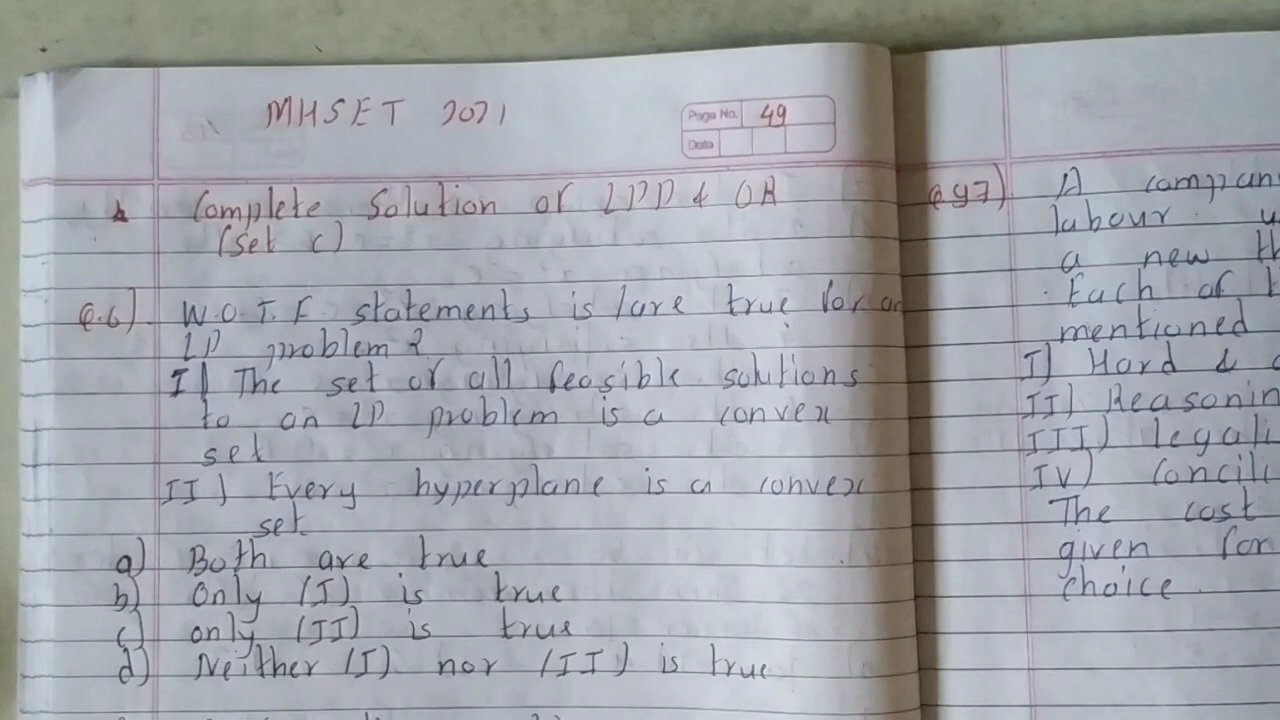 MHSET 2021
Page No. 49
Date
Complete Solution of LPP & OR
(Set C)
Q.6] W.O.T.F. statements is/are true for an
LP problem?
I] The set of all feasible solutions
to an LP problem is a convex
set
II] Every hyperplane is a convex
set.
a) Both are true
b) Only (I) is true
c) only (II) is true
d) Neither (I) nor (II) is true
Q47) A compan
labour
a new
Each of
mentioned
I] Hard &
II) Reasonin
III) legali
IV) Concili
The cost
given for
choice.